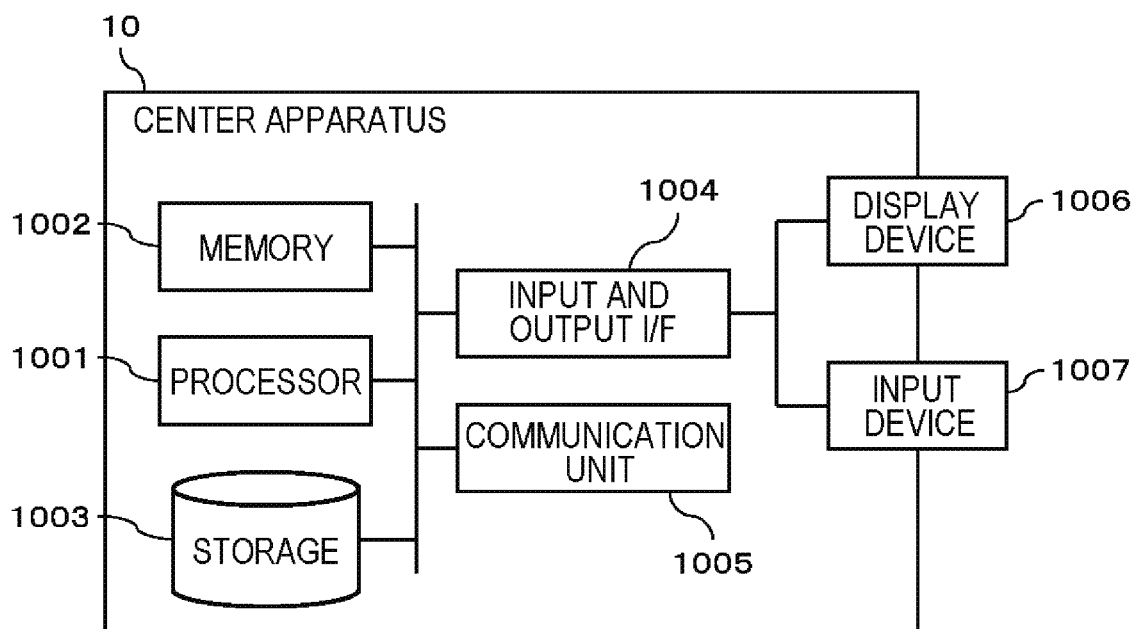 10
CENTER APPARATUS
1004
1002
MEMORY
DISPLAY
DEVICE
1006
INPUT AND
OUTPUT I/F
1001
PROCESSOR
INPUT
DEVICE
1007
COMMUNICATION
UNIT
1003
STORAGE
1005